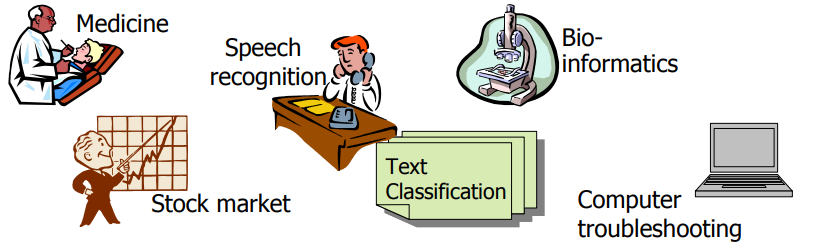 Medicine
Speech
recognition
Bio-
informatics
Stock market
Text
Classification
Computer
troubleshooting